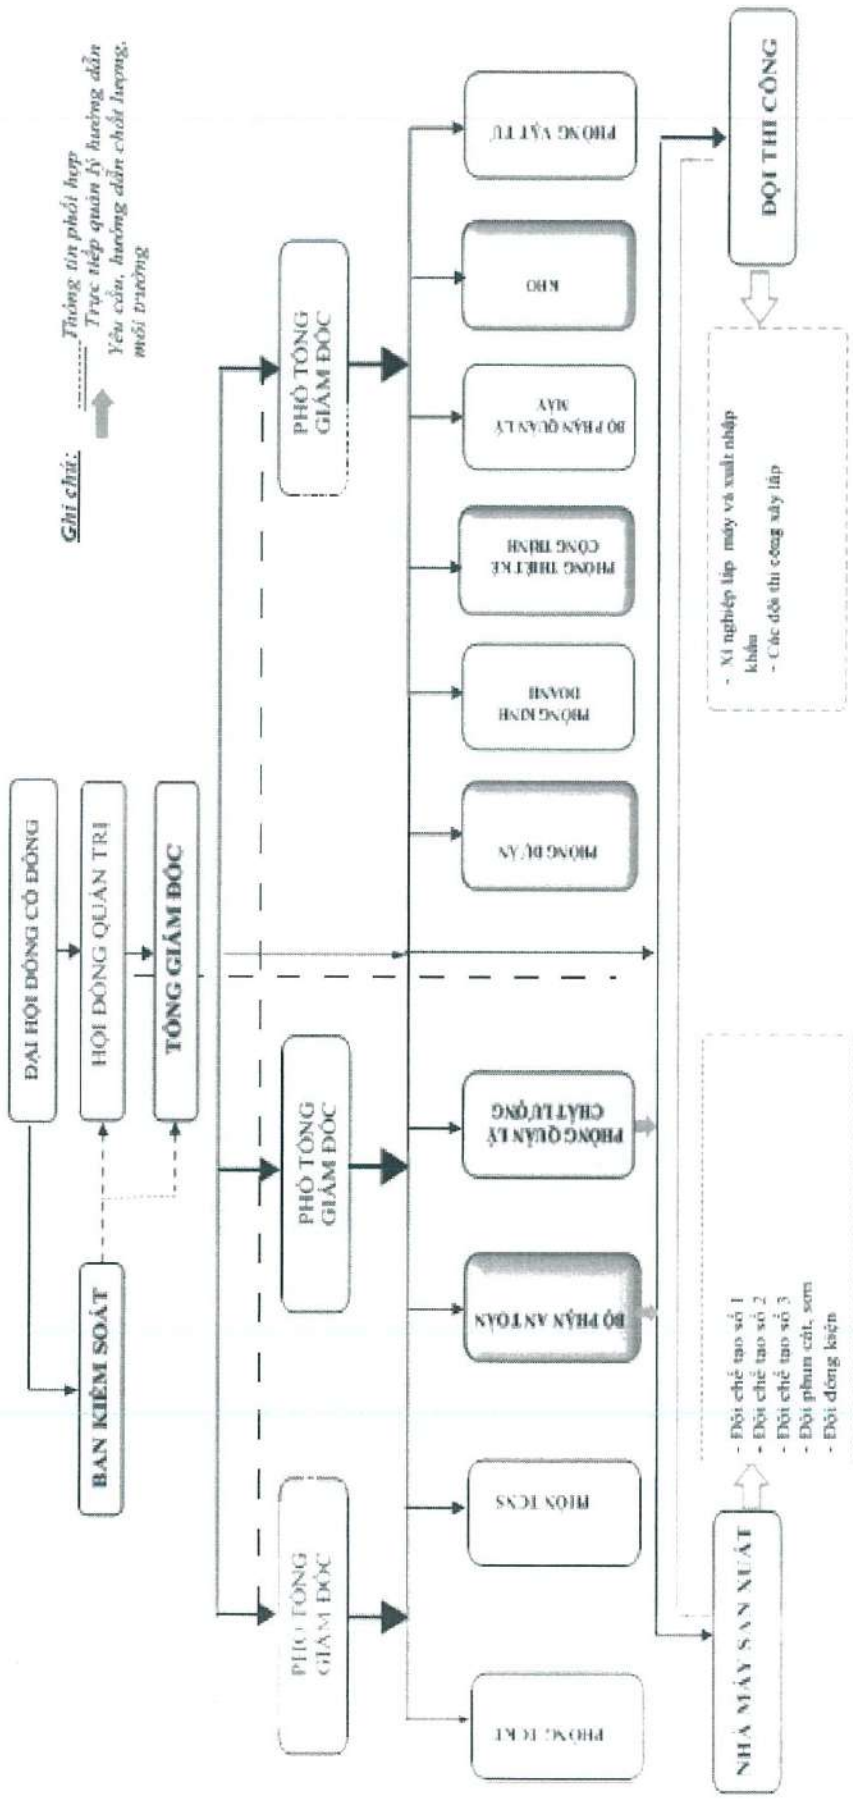 Ghi chú:
Thông tin phối hợp
Trực tiếp quản lý hướng dẫn
Yêu cầu, hướng dẫn chất lượng,
môi trường
ĐẠI HỘI ĐỒNG CỔ ĐÔNG
HỘI ĐỒNG QUẢN TRỊ
BAN KIỂM SOÁT
TỔNG GIÁM ĐỐC
PHÓ TỔNG
GIÁM ĐỐC
PHÓ TỔNG
GIÁM ĐỐC
PHÓ TỔNG
GIÁM ĐỐC
PHÒNG TCKT
PHÒN TCNS
BỘ PHẬN AN TOÀN
PHÒNG QUẢN LÝ
CHẤT LƯỢNG
PHÒNG DỰ ÁN
PHÒNG KINH
DOANH
PHÒNG THIẾT KẾ
CÔNG TRÌNH
BỘ PHẬN QUẢN LÝ
MÁY
KHO
PHÒNG VẬT TƯ
NHÀ MÁY SẢN XUẤT
- Đội chế tạo số 1
- Đội chế tạo số 2
- Đội chế tạo số 3
- Đội phun cát, sơn
- Đội đóng kiện
ĐỘI THI CÔNG
- Xí nghiệp lắp máy và xuất nhập
khẩu
- Các đội thi công xây lắp